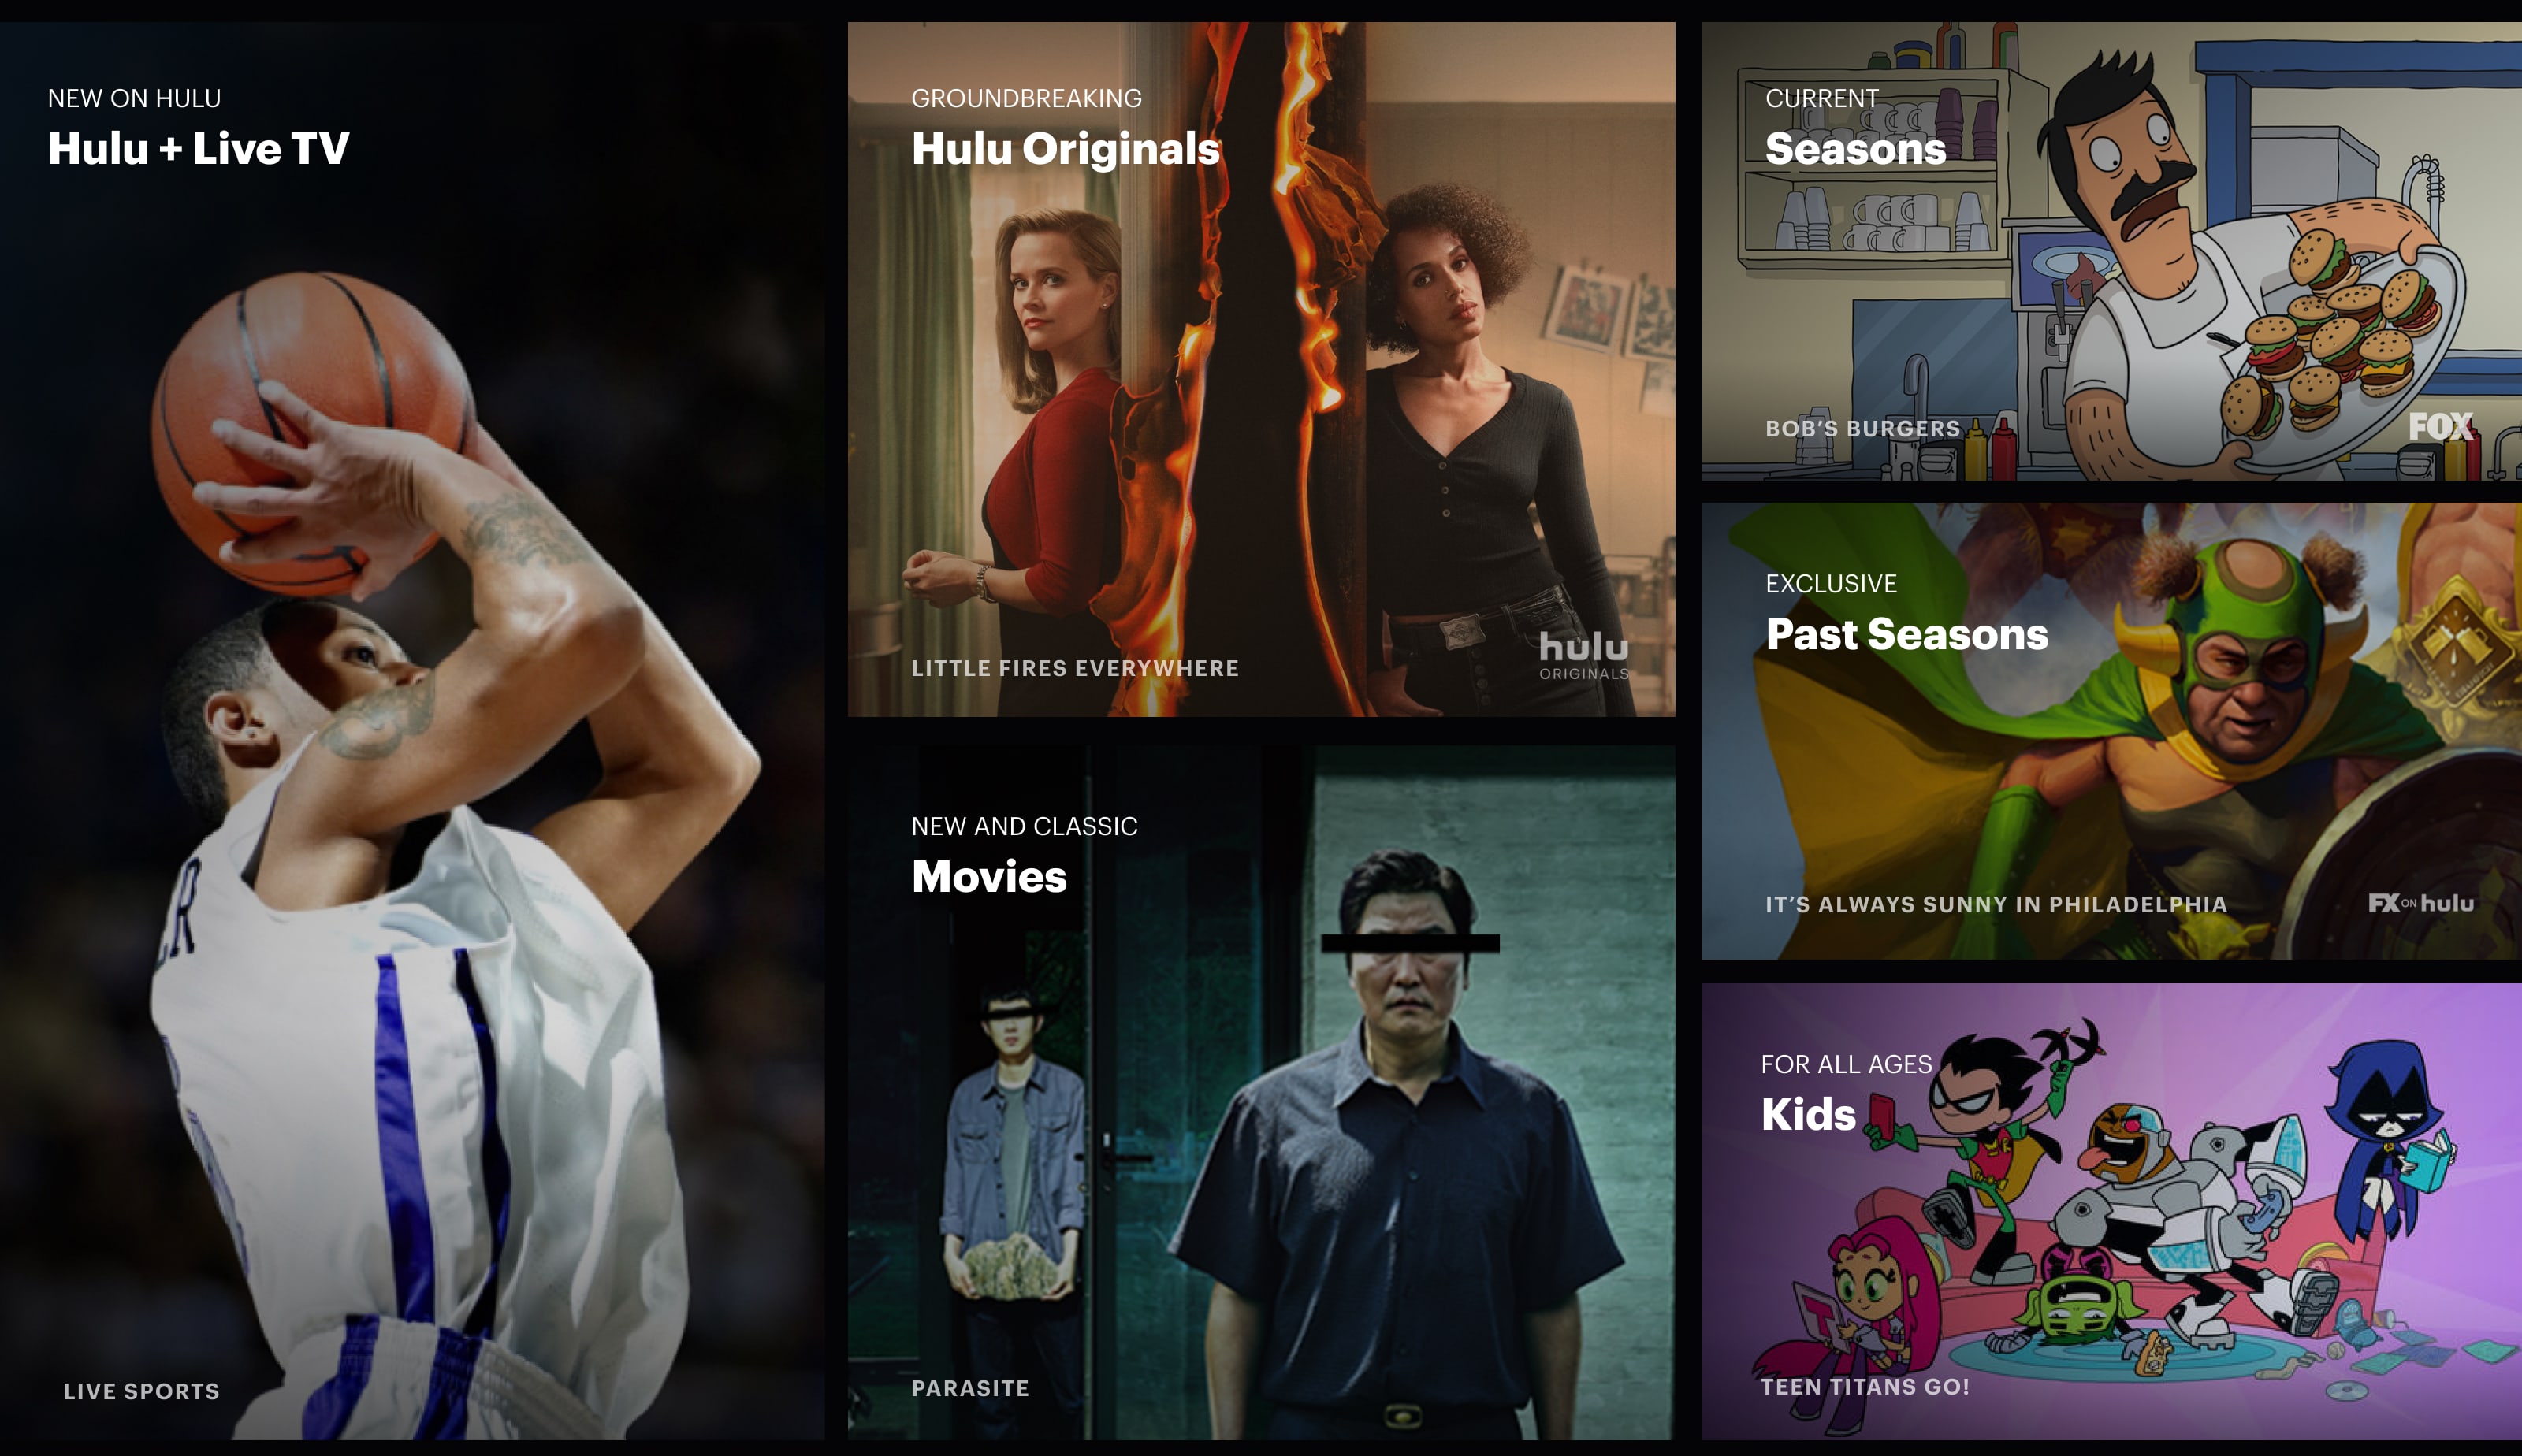 NEW ON HULU
Hulu + Live TV
LIVE SPORTS
GROUNDBREAKING
Hulu Originals
LITTLE FIRES EVERYWHERE
hulu
ORIGINALS
NEW AND CLASSIC
Movies
PARASITE
CURRENT
Seasons
BOB’S BURGERS
FOX
EXCLUSIVE
Past Seasons
IT’S ALWAYS SUNNY IN PHILADELPHIA
FX ON hulu
FOR ALL AGES
Kids
TEEN TITANS GO!